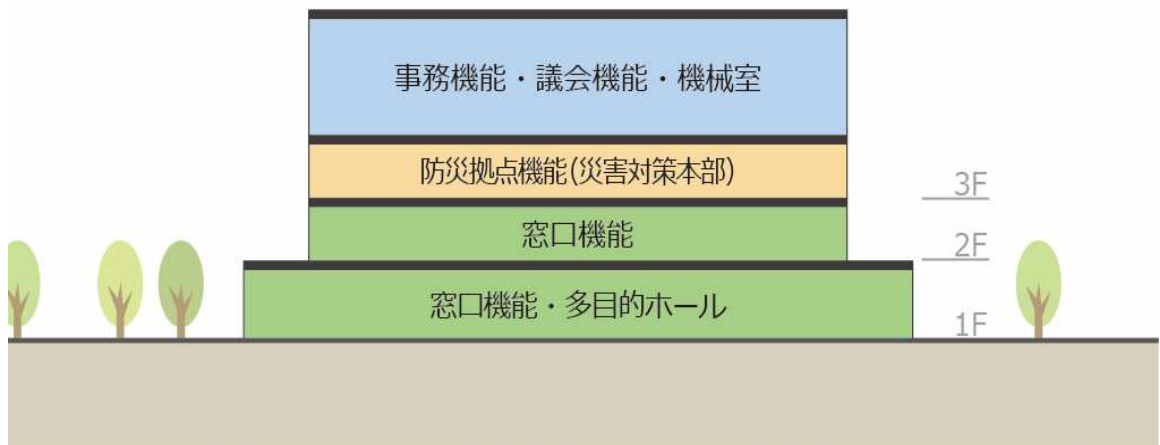 事務機能・議会機能・機械室
防災拠点機能(災害対策本部)
3F
窓口機能
2F
窓口機能・多目的ホール
1F